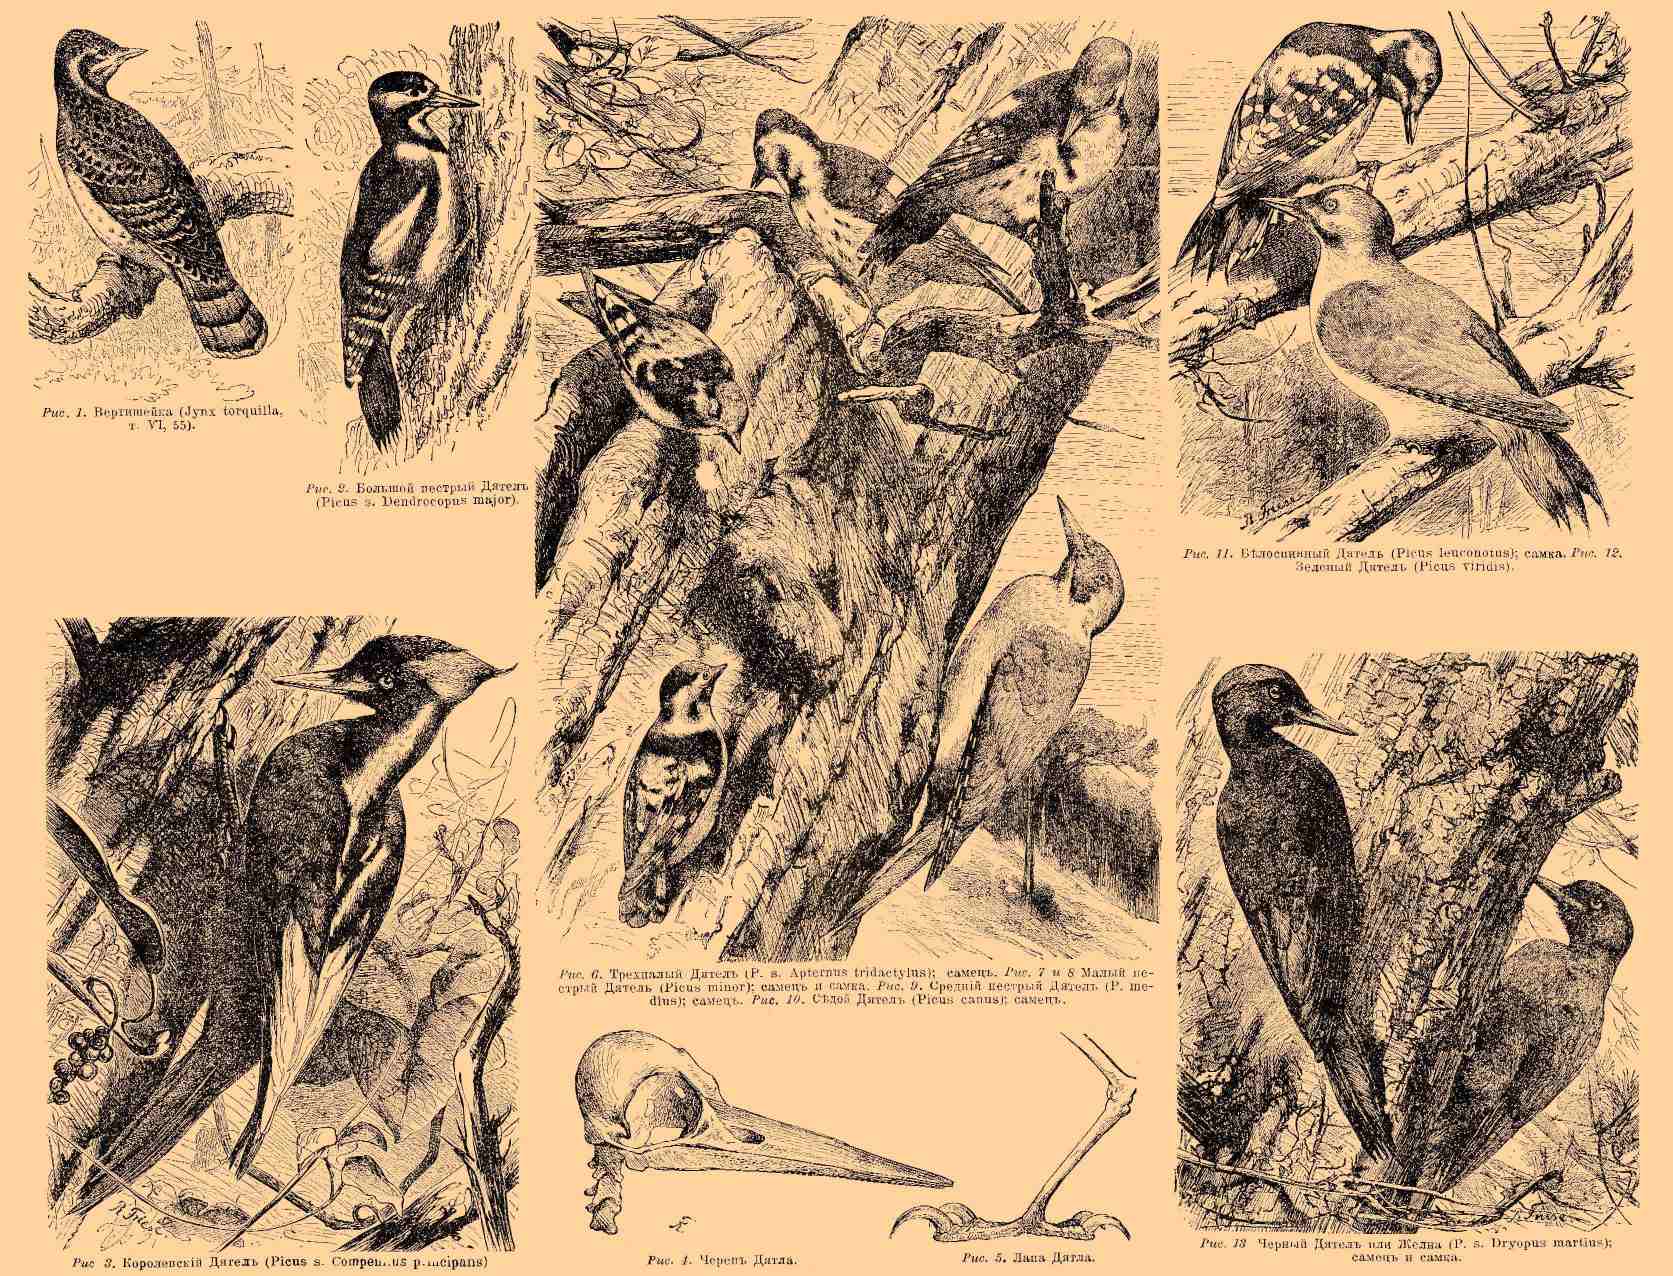 Рис. 1. Вертишейка (Jynx torquilla,
т. VI, 55).
Рис. 2. Большой пестрый Дятелъ
(Picus s. Dendrocopus major).
R. Friese
Рис. 11. Бѣлоспинный Дятелъ (Picus leuconotus); самка. Рис. 12.
Зеленый Дятелъ (Picus viridis).
Рис. 6. Трехпалый Дятелъ (P. s. Apternus tridactylus); самецъ. Рис. 7 и 8 Малый пе-
стрый Дятелъ (Picus minor); самецъ и самка. Рис. 9. Средній пестрый Дятелъ (P. me-
dius); самецъ. Рис. 10. Сѣдой Дятелъ (Picus canus); самецъ.
R. Friese
Рис 3. Королевскій Дятелъ (Picus s.
Рис. 4. Черепъ Дятла.
Рис. 5. Лапа Дятла.
Рис. 13 Черный Дятелъ или Желна (P. s. Dryopus martius);
самецъ и самка.